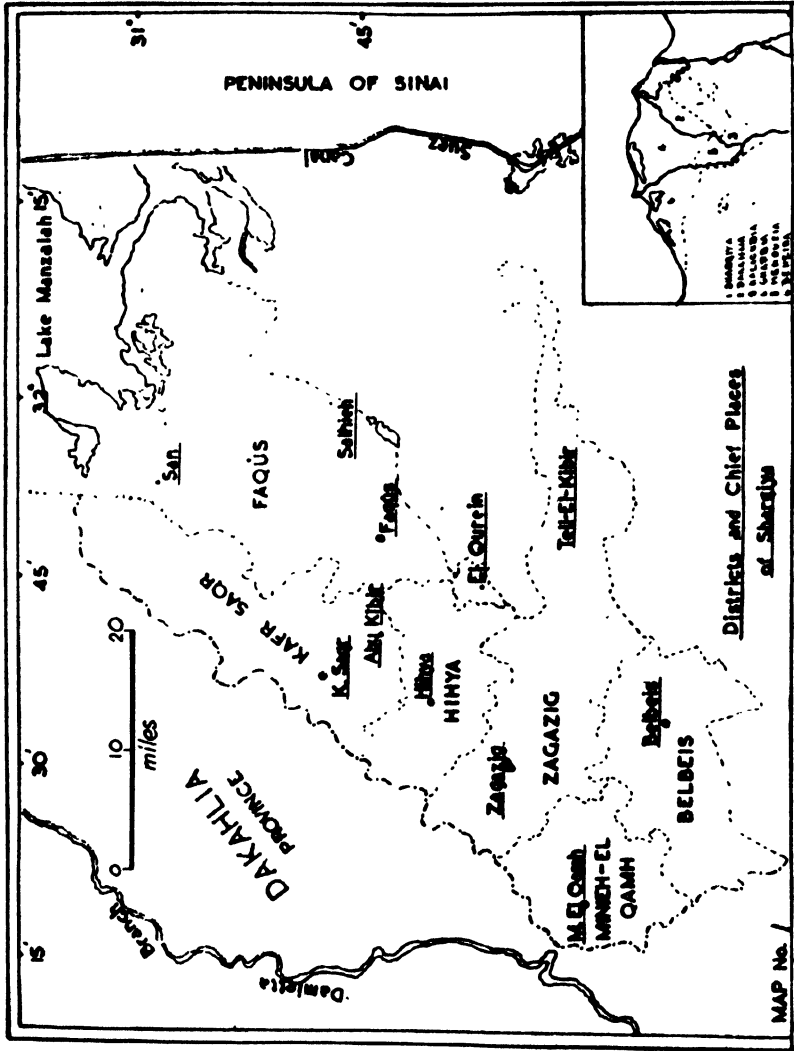 15'
30'
45'
32°
Lake Manzalah 15'
31°
45'
PENINSULA OF SINAI
Canal
Suez
Branch
Damietta
DAKAHLIA
PROVINCE
0 10 20
miles
KAFR SAQR
San
FAQUS
Salhieh
Faqus
K. Saqr
Abu Kibir
El Qurein
Hihya
HIHYA
Tell-El-Kibir
Zagazig
ZAGAZIG
Belbeis
BELBEIS
M. El Qamh
MINIEH-EL
QAMH
Districts and Chief Places
of Sharqiya
MAP No. 1